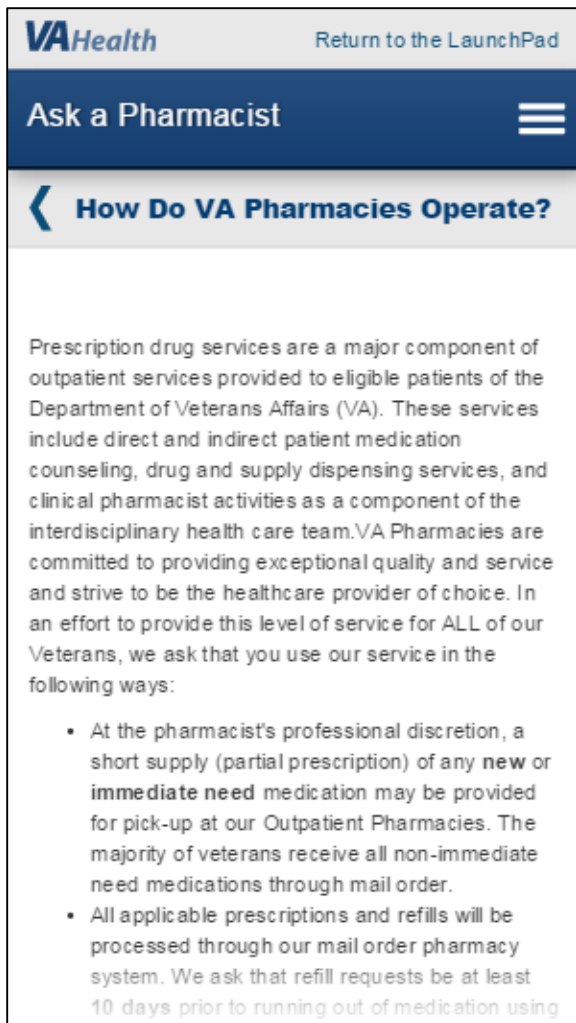 VAHealth Return to the LaunchPad
Ask a Pharmacist
How Do VA Pharmacies Operate?
Prescription drug services are a major component of
outpatient services provided to eligible patients of the
Department of Veterans Affairs (VA). These services
include direct and indirect patient medication
counseling, drug and supply dispensing services, and
clinical pharmacist activities as a component of the
interdisciplinary health care team.VA Pharmacies are
committed to providing exceptional quality and service
and strive to be the healthcare provider of choice. In
an effort to provide this level of service for ALL of our
Veterans, we ask that you use our service in the
following ways:
• At the pharmacist's professional discretion, a
short supply (partial prescription) of any new or
immediate need medication may be provided
for pick-up at our Outpatient Pharmacies. The
majority of veterans receive all non-immediate
need medications through mail order.
• All applicable prescriptions and refills will be
processed through our mail order pharmacy
system. We ask that refill requests be at least
10 days prior to running out of medication using